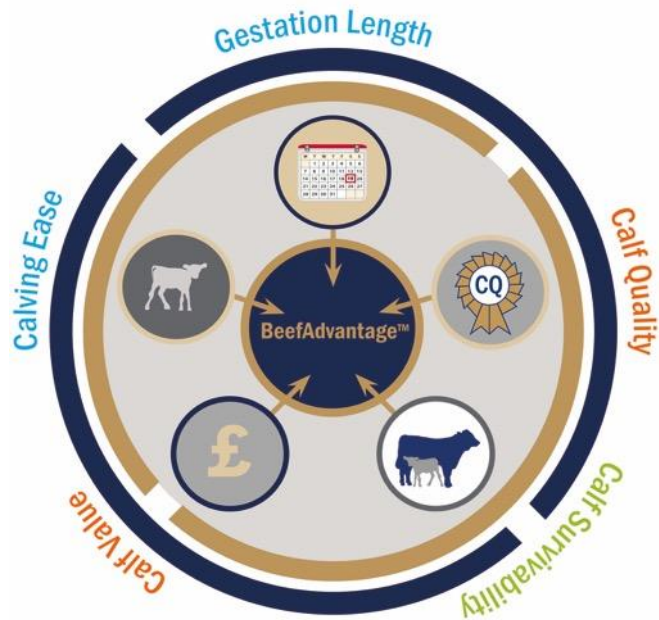 Gestation Length
Calving Ease
Calf Quality
CQ
BeefAdvantage™
£
Calf Value
Calf Survivability